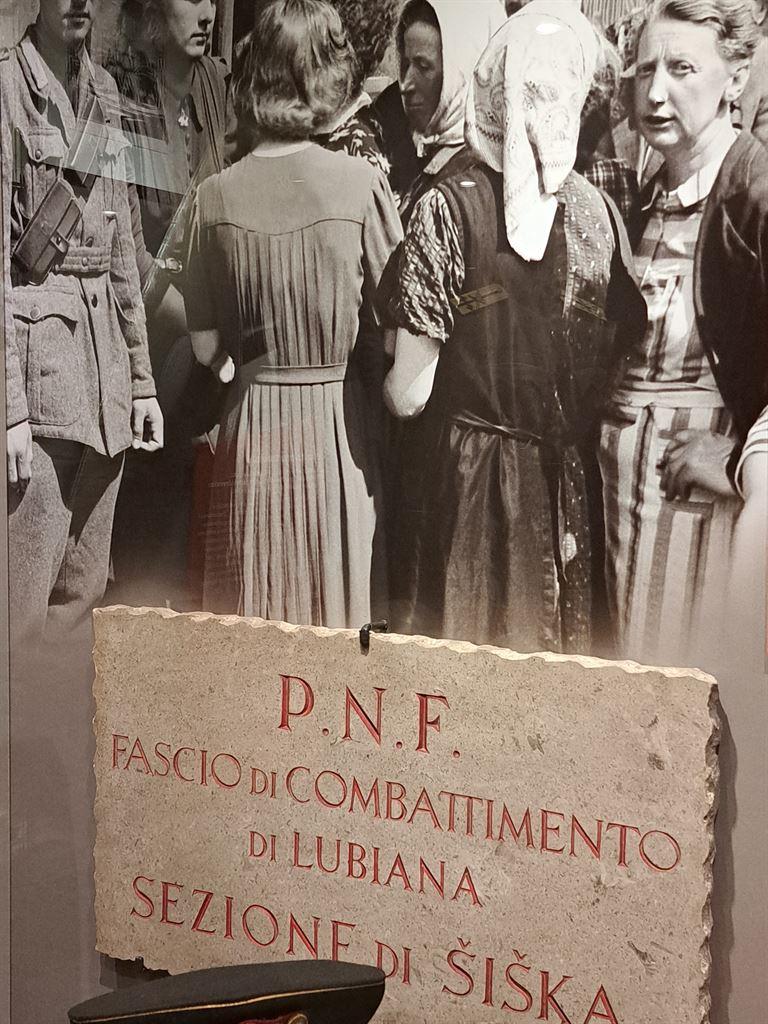 P.N.F.
FASCIO DI COMBATTIMENTO
DI LUBIANA
SEZIONE DI ŠIŠKA